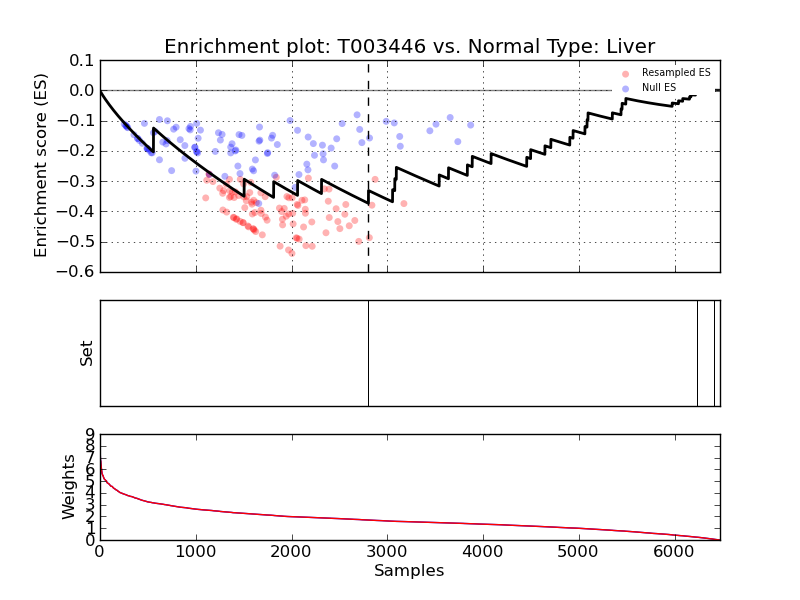 Enrichment plot: T003446 vs. Normal Type: Liver
Enrichment score (ES)
0.1
0.0
−0.1
−0.2
−0.3
−0.4
−0.5
−0.6
Resampled ES
Null ES
Set
Weights
9
8
7
6
5
4
3
2
1
0
0 1000 2000 3000 4000 5000 6000
Samples